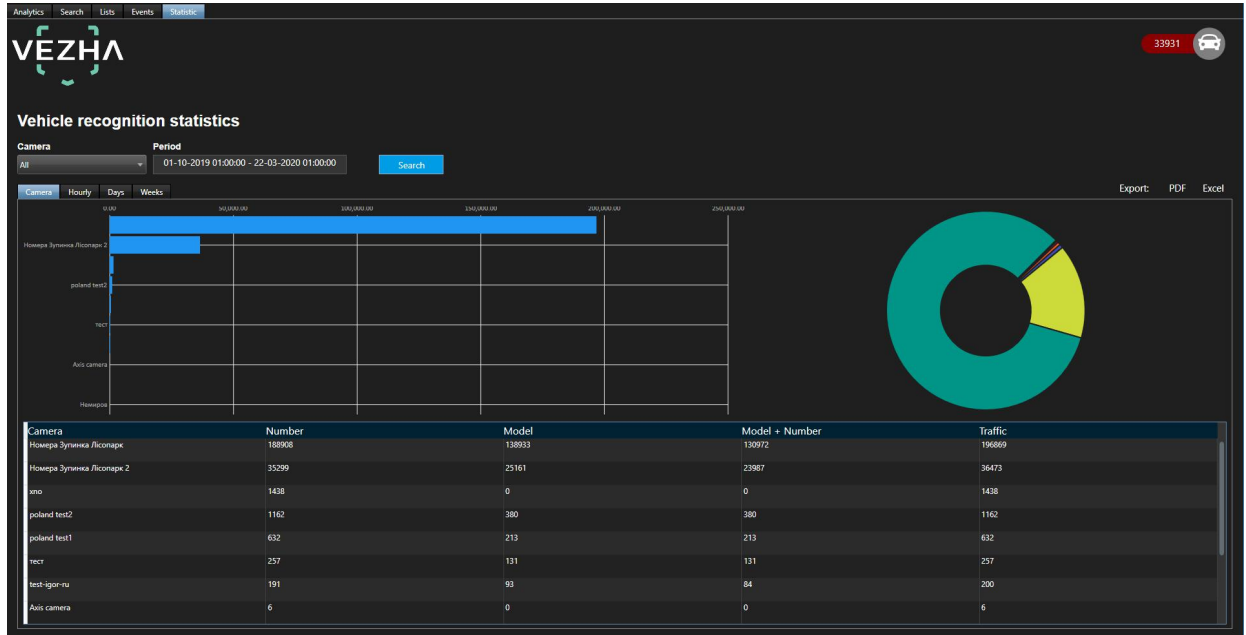 Analytics Search Lists Events Statistic
VEZHA
33931
Vehicle recognition statistics
Camera Period
All 01-10-2019 01:00:00 - 22-03-2020 01:00:00 Search
Camera Hourly Days Weeks Export: PDF Excel
0.00 50,000.00 100,000.00 150,000.00 200,000.00 250,000.00
Номера Зупинка Лісопарк 2
poland test2
тест
Axis camera
Немиров
Camera Number Model Model + Number Traffic
Номера Зупинка Лісопарк 188908 138933 130972 196869
Номера Зупинка Лісопарк 2 35299 25161 23987 36473
хпо 1438 0 0 1438
poland test2 1162 380 380 1162
poland test1 632 213 213 632
тест 257 131 131 257
test-igor-ru 191 93 84 200
Axis camera 6 0 0 6